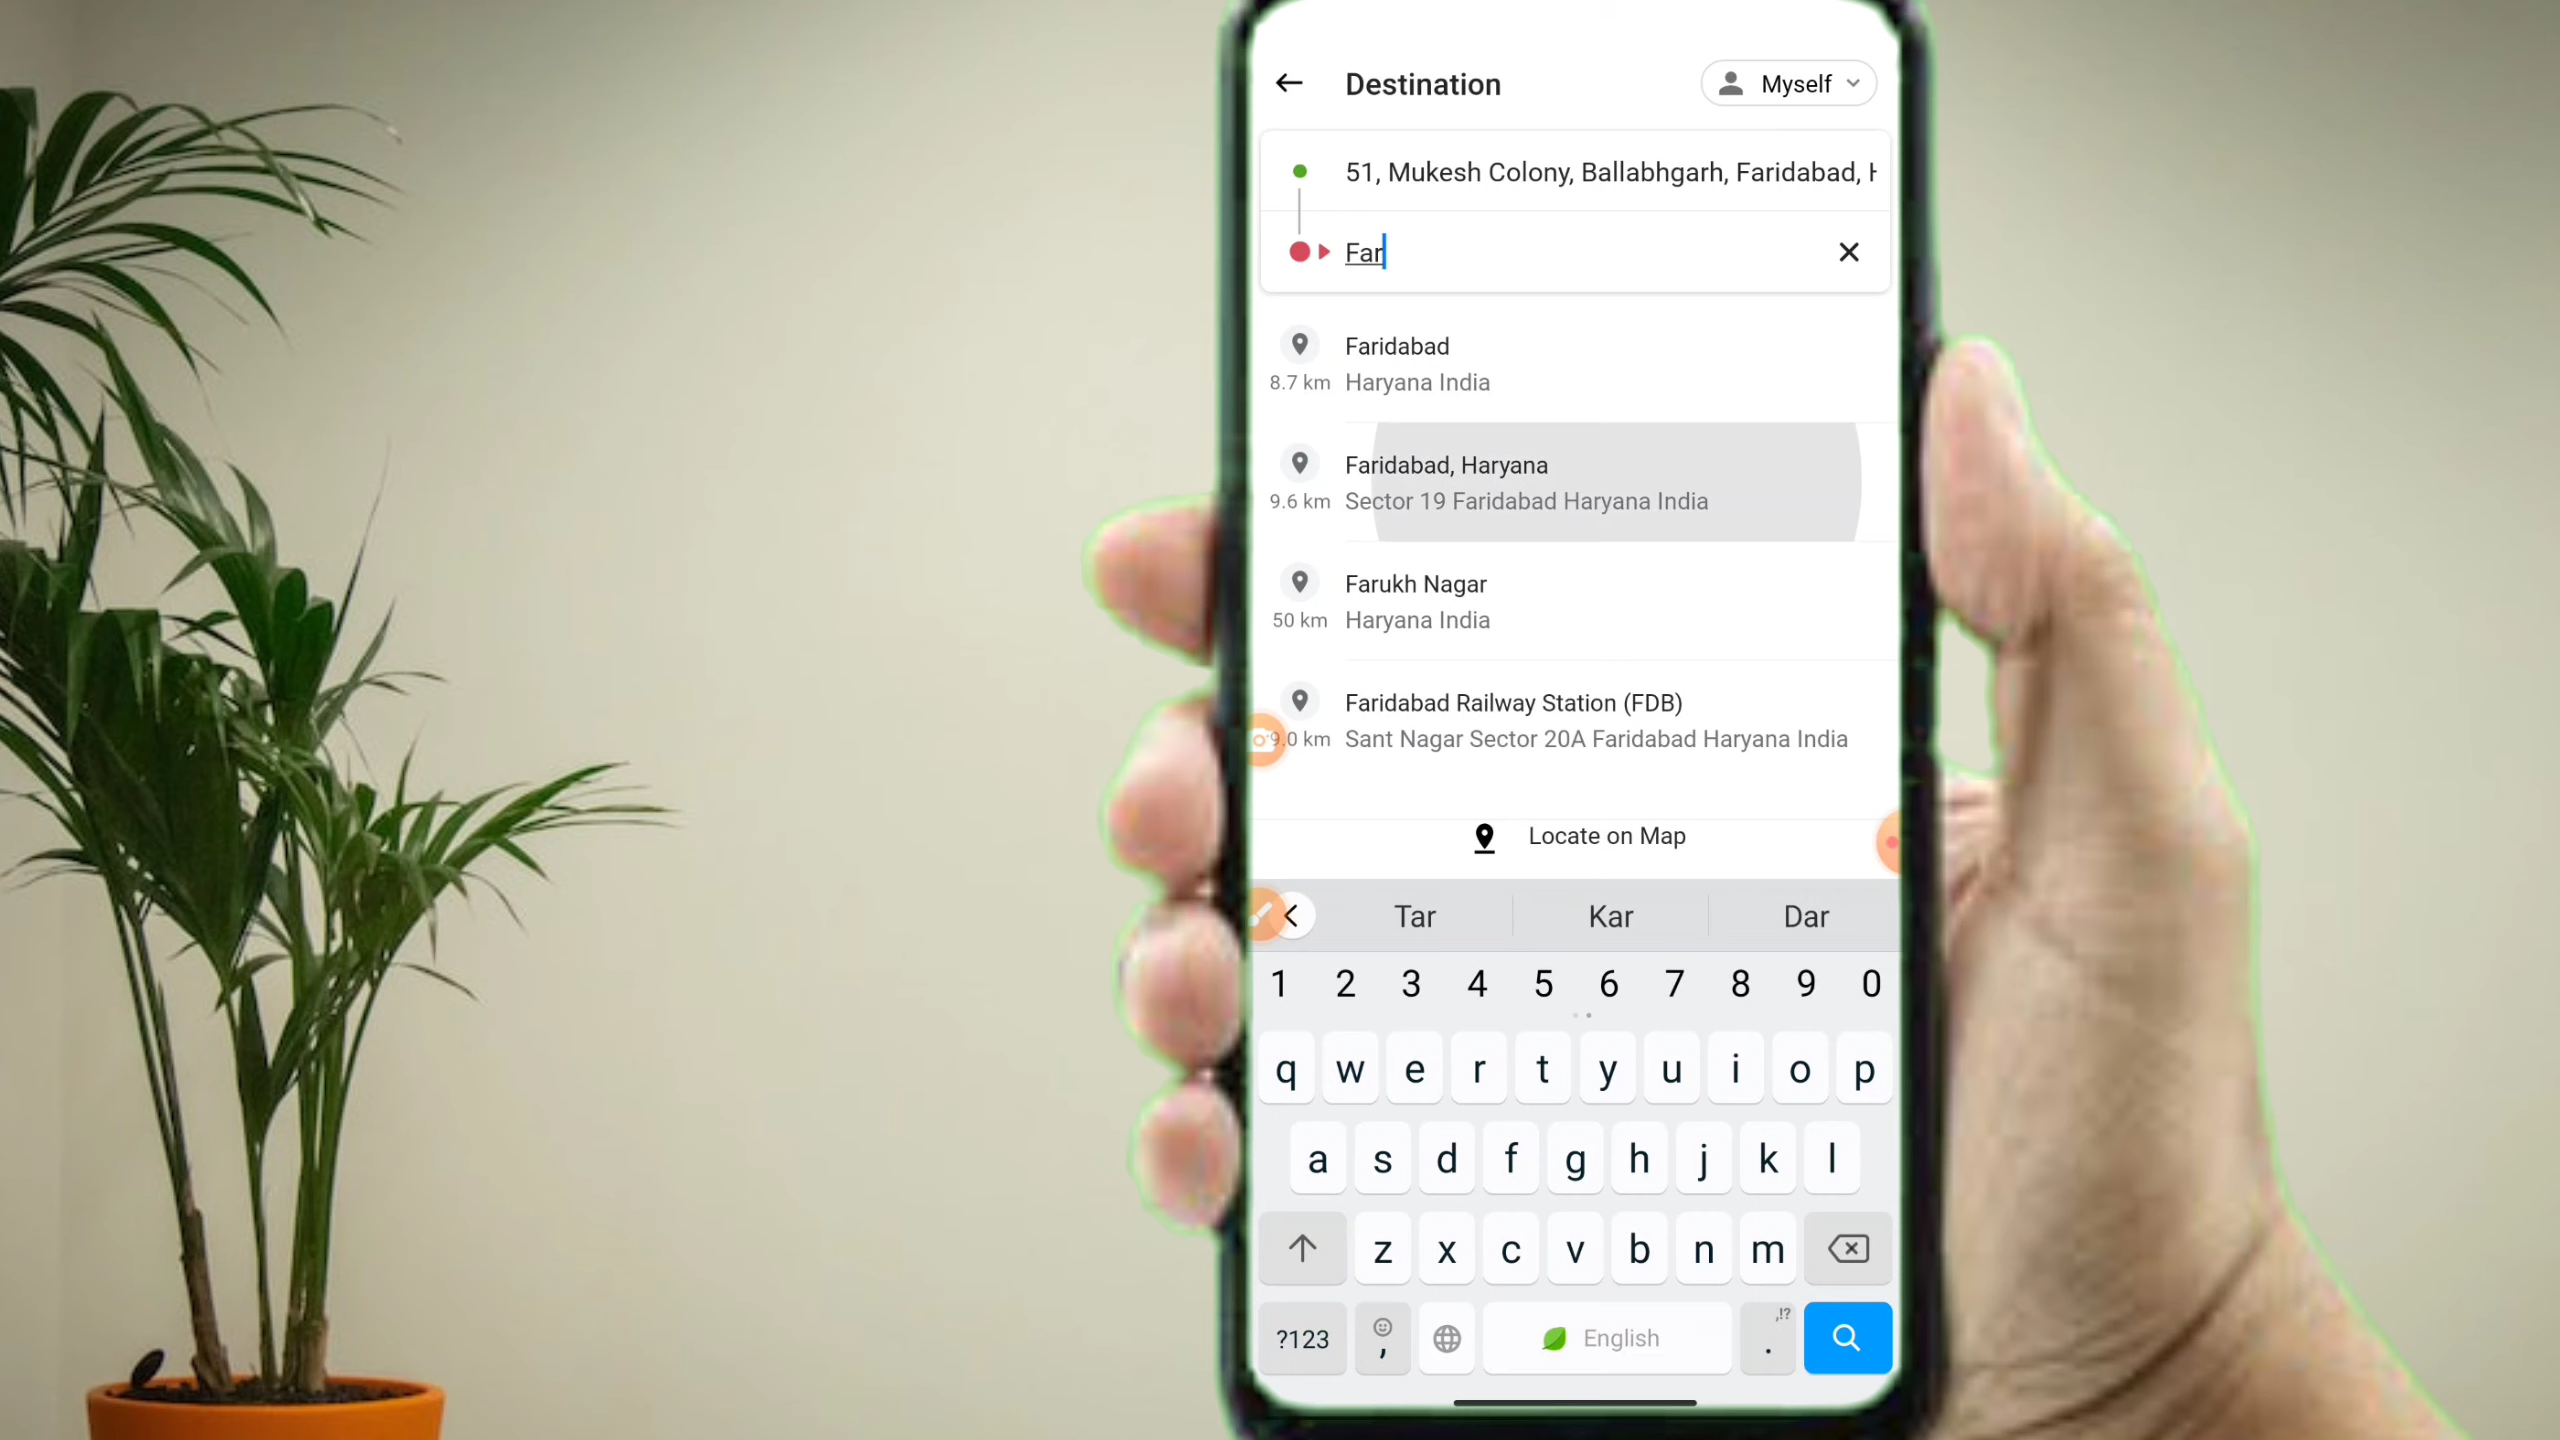 Destination
Myself
51, Mukesh Colony, Ballabhgarh, Faridabad, H
Far
Faridabad
8.7 km Haryana India
Faridabad, Haryana
9.6 km Sector 19 Faridabad Haryana India
Farukh Nagar
50 km Haryana India
Faridabad Railway Station (FDB)
9.0 km Sant Nagar Sector 20A Faridabad Haryana India
Locate on Map
Tar Kar Dar
1 2 3 4 5 6 7 8 9 0
q w e r t y u i o p
a s d f g h j k l
z x c v b n m
,!?
?123 , English .